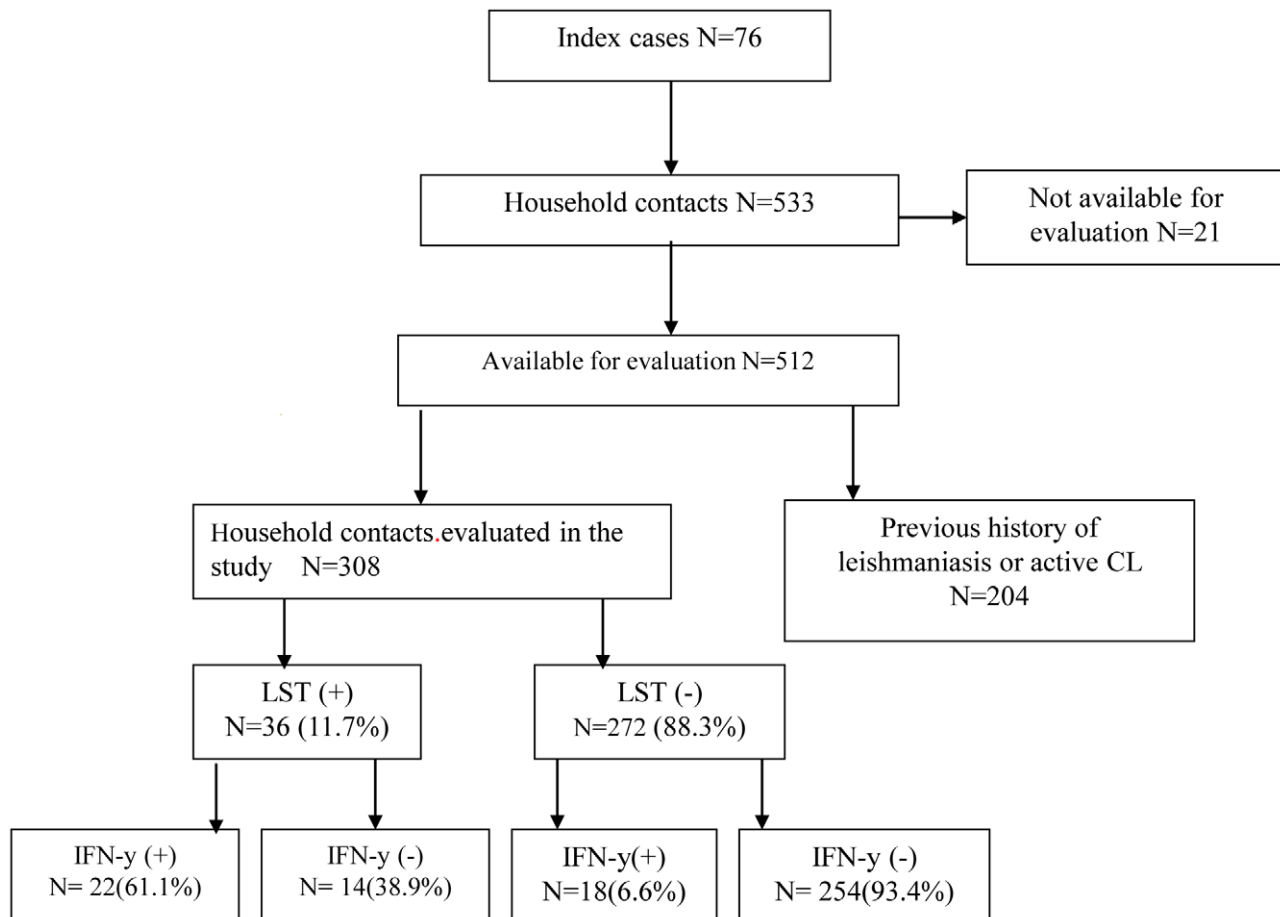 Index cases N=76
Household contacts N=533
Not available for
evaluation N=21
Available for evaluation N=512
Household contacts.evaluated in the
study N=308
Previous history of
leishmaniasis or active CL
N=204
LST (+)
N=36 (11.7%)
LST (-)
N=272 (88.3%)
IFN-y (+)
N= 22(61.1%)
IFN-y (-)
N= 14(38.9%)
IFN-y(+)
N=18(6.6%)
IFN-y (-)
N= 254(93.4%)